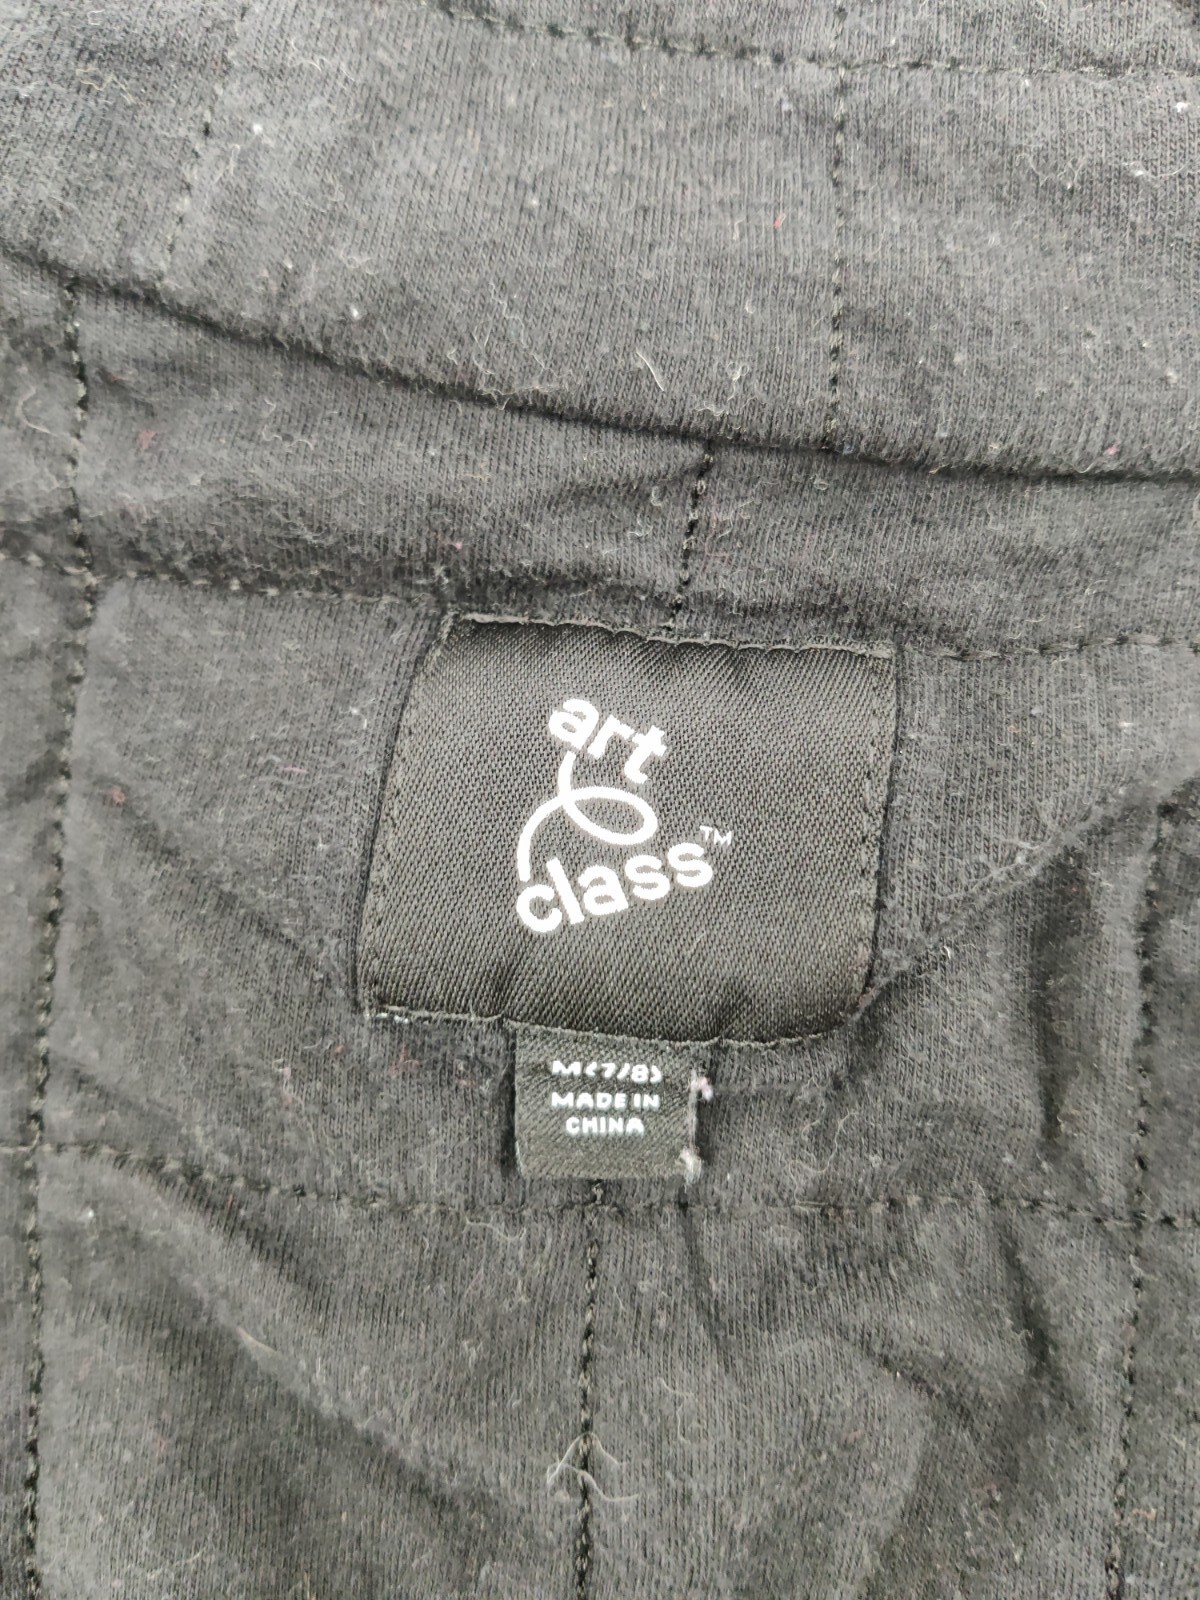 art
class™
M(7/8)
MADE IN
CHINA